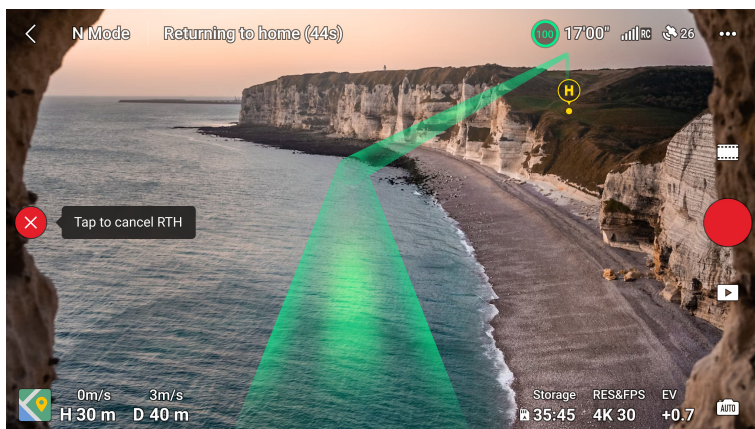 N Mode
Returning to home (44s)
100
17'00"
RC
26
H
Tap to cancel RTH
0m/s
3m/s
H 30 m
D 40 m
Storage
RES&FPS
EV
35:45
4K 30
+0.7
AUTO